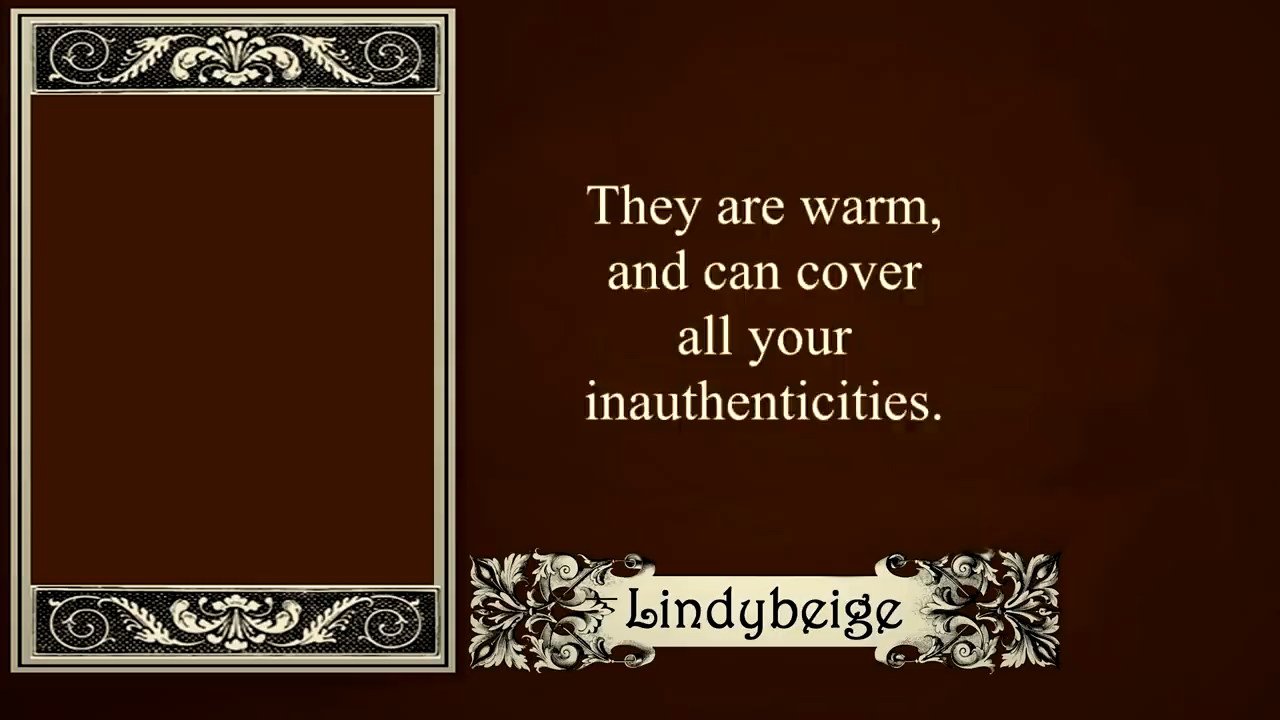 They are warm,
and can cover
all your
inauthenticities.
Lindybeige